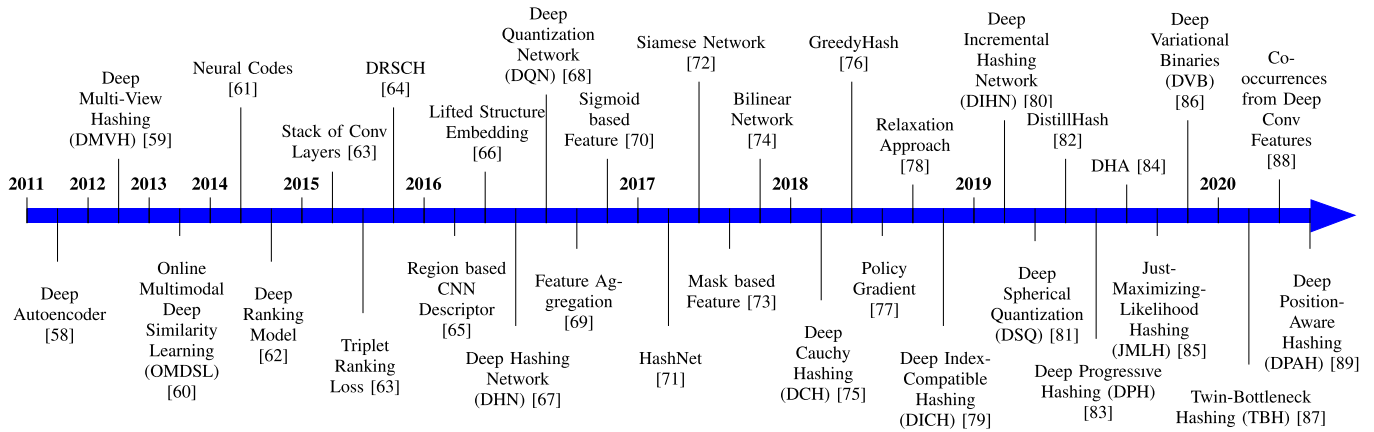 Deep
Multi-View
Hashing
(DMVH) [59]
Neural Codes
[61]
Stack of Conv
Layers [63]
DRSCH
[64]
Lifted Structure
Embedding
[66]
Deep
Quantization
Network
(DQN) [68]
Sigmoid
based
Feature [70]
Siamese Network
[72]
Bilinear
Network
[74]
GreedyHash
[76]
Relaxation
Approach
[78]
Deep
Incremental
Hashing
Network
(DIHN) [80]
DistillHash
[82]
DHA [84]
Deep
Variational
Binaries
(DVB)
[86]
Co-
occurrences
from Deep
Conv
Features
[88]
2011 2012 2013 2014 2015 2016 2017 2018 2019 2020
Deep
Autoencoder
[58]
Online
Multimodal
Deep
Similarity
Learning
(OMDSL)
[60]
Deep
Ranking
Model
[62]
Triplet
Ranking
Loss [63]
Region based
CNN
Descriptor
[65]
Deep Hashing
Network
(DHN) [67]
Feature Ag-
gregation
[69]
HashNet
[71]
Mask based
Feature [73]
Deep
Cauchy
Hashing
(DCH) [75]
Policy
Gradient
[77]
Deep Index-
Compatible
Hashing
(DICH) [79]
Deep
Spherical
Quantization
(DSQ) [81]
Deep Progressive
Hashing (DPH)
[83]
Just-
Maximizing-
Likelihood
Hashing
(JMLH) [85]
Twin-Bottleneck
Hashing (TBH) [87]
Deep
Position-
Aware
Hashing
(DPAH) [89]